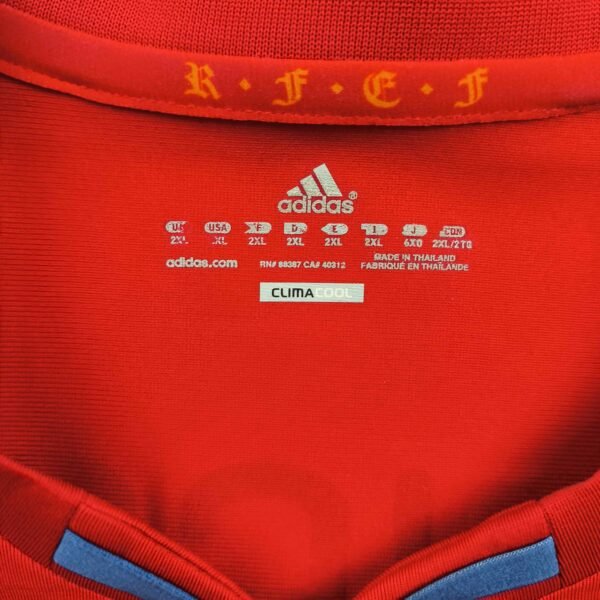 R · F · E · F
adidas®
UK USA F D E I J CDN
2XL XL 2XL 2XL 2XL 2XL 6XO 2XL/2TG
adidas.com RN# 88387 CA# 40312 MADE IN THAILAND
FABRIQUÉ EN THAÏLANDE
CLIMACOOL